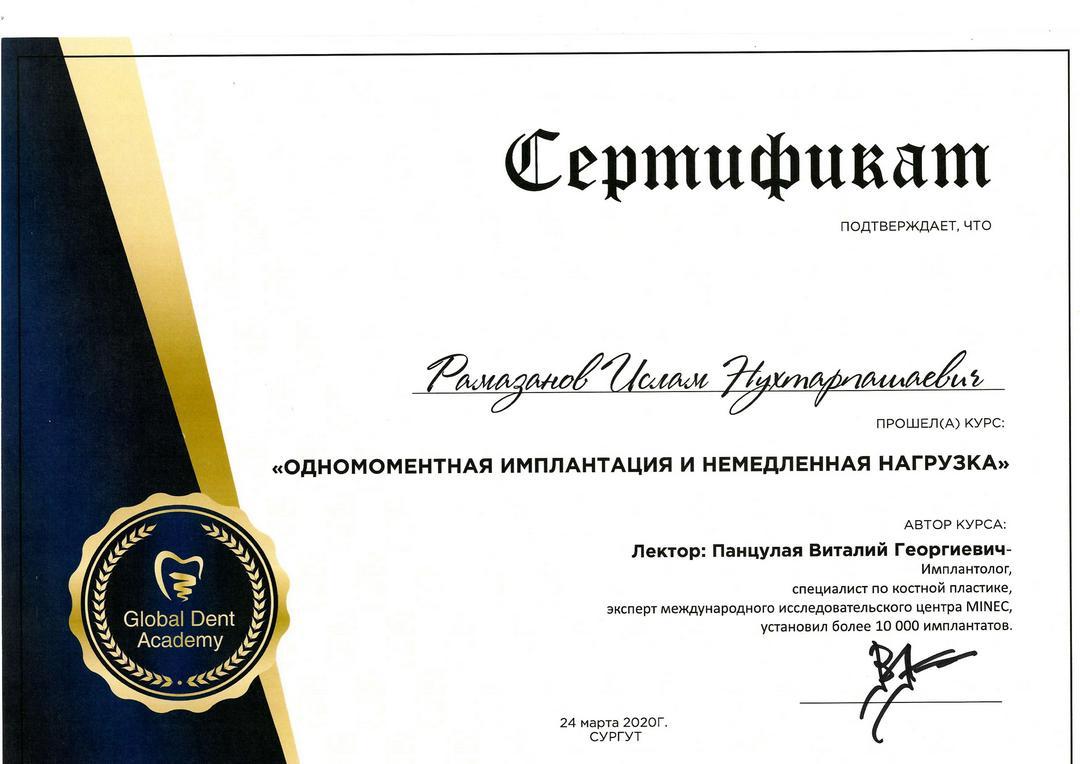 Сертификат
ПОДТВЕРЖДАЕТ, ЧТО
Рамазанов Ислам Нухтарпашаевич
ПРОШЕЛ(А) КУРС:
«ОДНОМОМЕНТНАЯ ИМПЛАНТАЦИЯ И НЕМЕДЛЕННАЯ НАГРУЗКА»
АВТОР КУРСА:
Лектор: Панцулая Виталий Георгиевич-
Имплантолог,
специалист по костной пластике,
эксперт международного исследовательского центра MINEC,
установил более 10 000 имплантатов.
Global Dent
Academy
24 марта 2020Г.
СУРГУТ